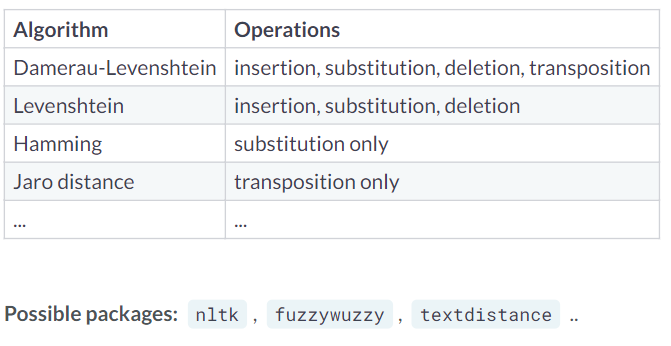 Algorithm Operations
Damerau-Levenshtein insertion, substitution, deletion, transposition
Levenshtein insertion, substitution, deletion
Hamming substitution only
Jaro distance transposition only
... ...
Possible packages: nltk , fuzzywuzzy , textdistance ..